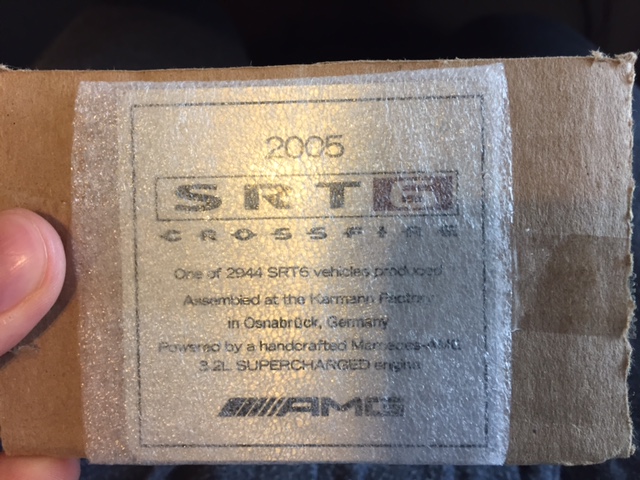 2005
SRT6
CROSSFIRE
One of 2944 SRT6 vehicles produced
Assembled at the Karmann Factory
in Osnabrück, Germany
Powered by a handcrafted Mercedes-AMG
3.2L SUPERCHARGED engine
AMG